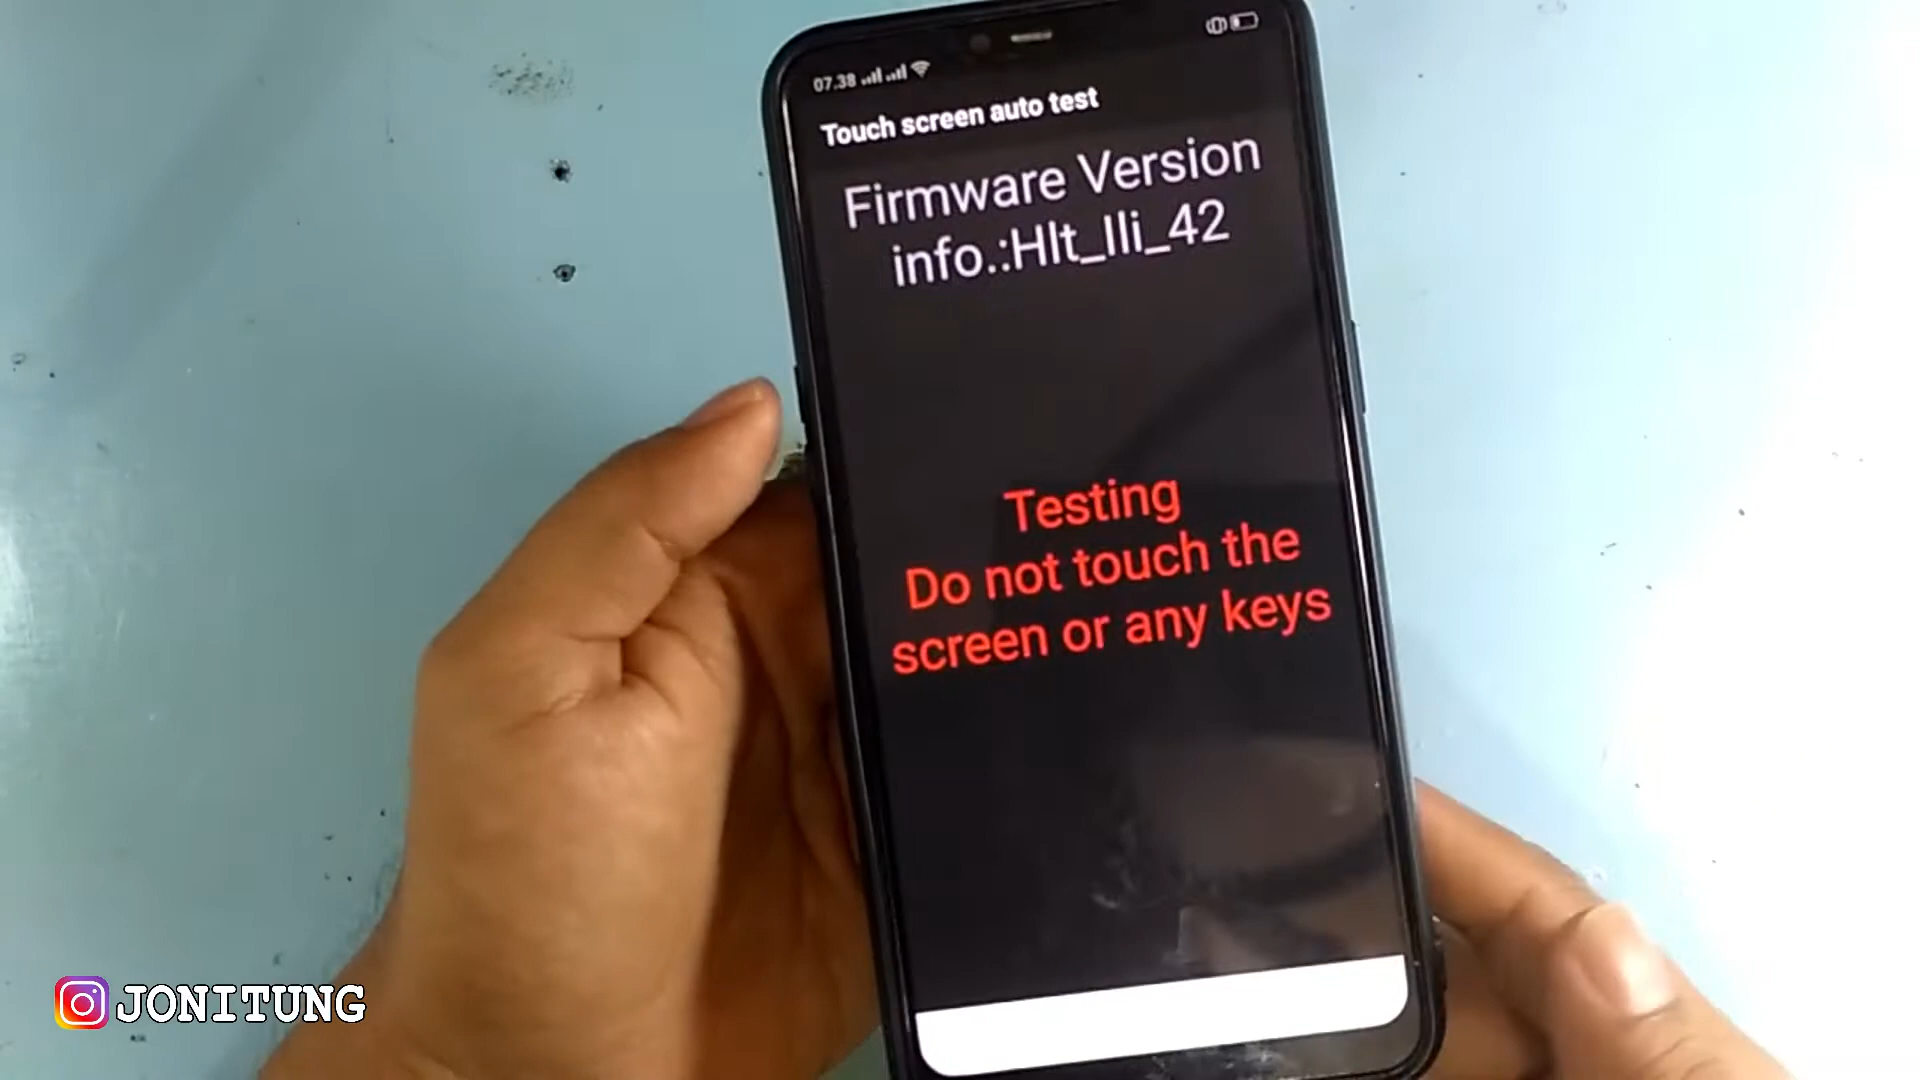 07.38
Touch screen auto test
Firmware Version
info.:Hlt_Ili_42
Testing
Do not touch the
screen or any keys
JONITUNG